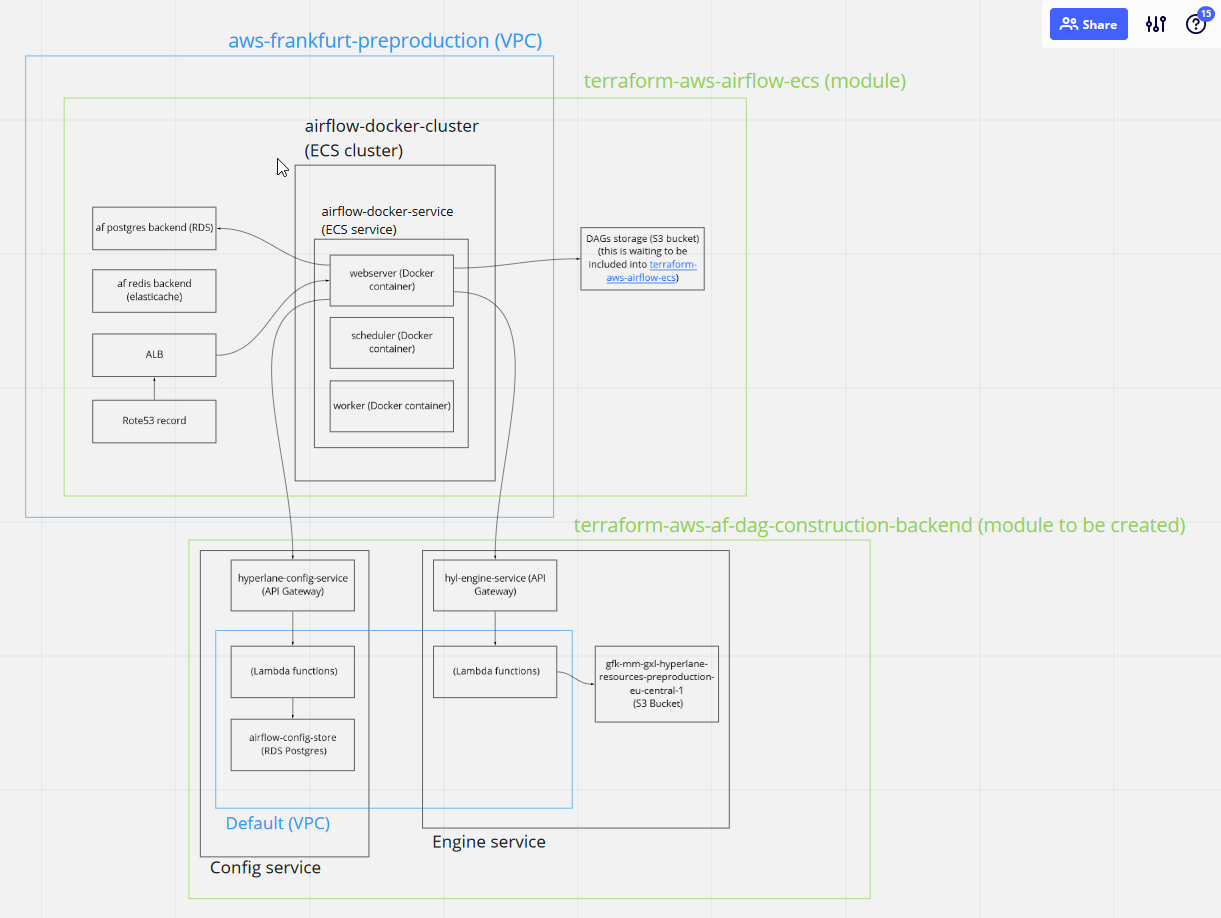 Share
15
aws-frankfurt-preproduction (VPC)
terraform-aws-airflow-ecs (module)
airflow-docker-cluster
(ECS cluster)
airflow-docker-service
(ECS service)
af postgres backend (RDS)
af redis backend
(elasticache)
ALB
Rote53 record
webserver (Docker
container)
scheduler (Docker
container)
worker (Docker container)
DAGs storage (S3 bucket)
(this is waiting to be
included into terraform-
aws-airflow-ecs)
terraform-aws-af-dag-construction-backend (module to be created)
hyperlane-config-service
(API Gateway)
(Lambda functions)
airflow-config-store
(RDS Postgres)
Default (VPC)
Config service
hyl-engine-service (API
Gateway)
(Lambda functions)
gfk-mm-gxl-hyperlane-
resources-preproduction-
eu-central-1
(S3 Bucket)
Engine service